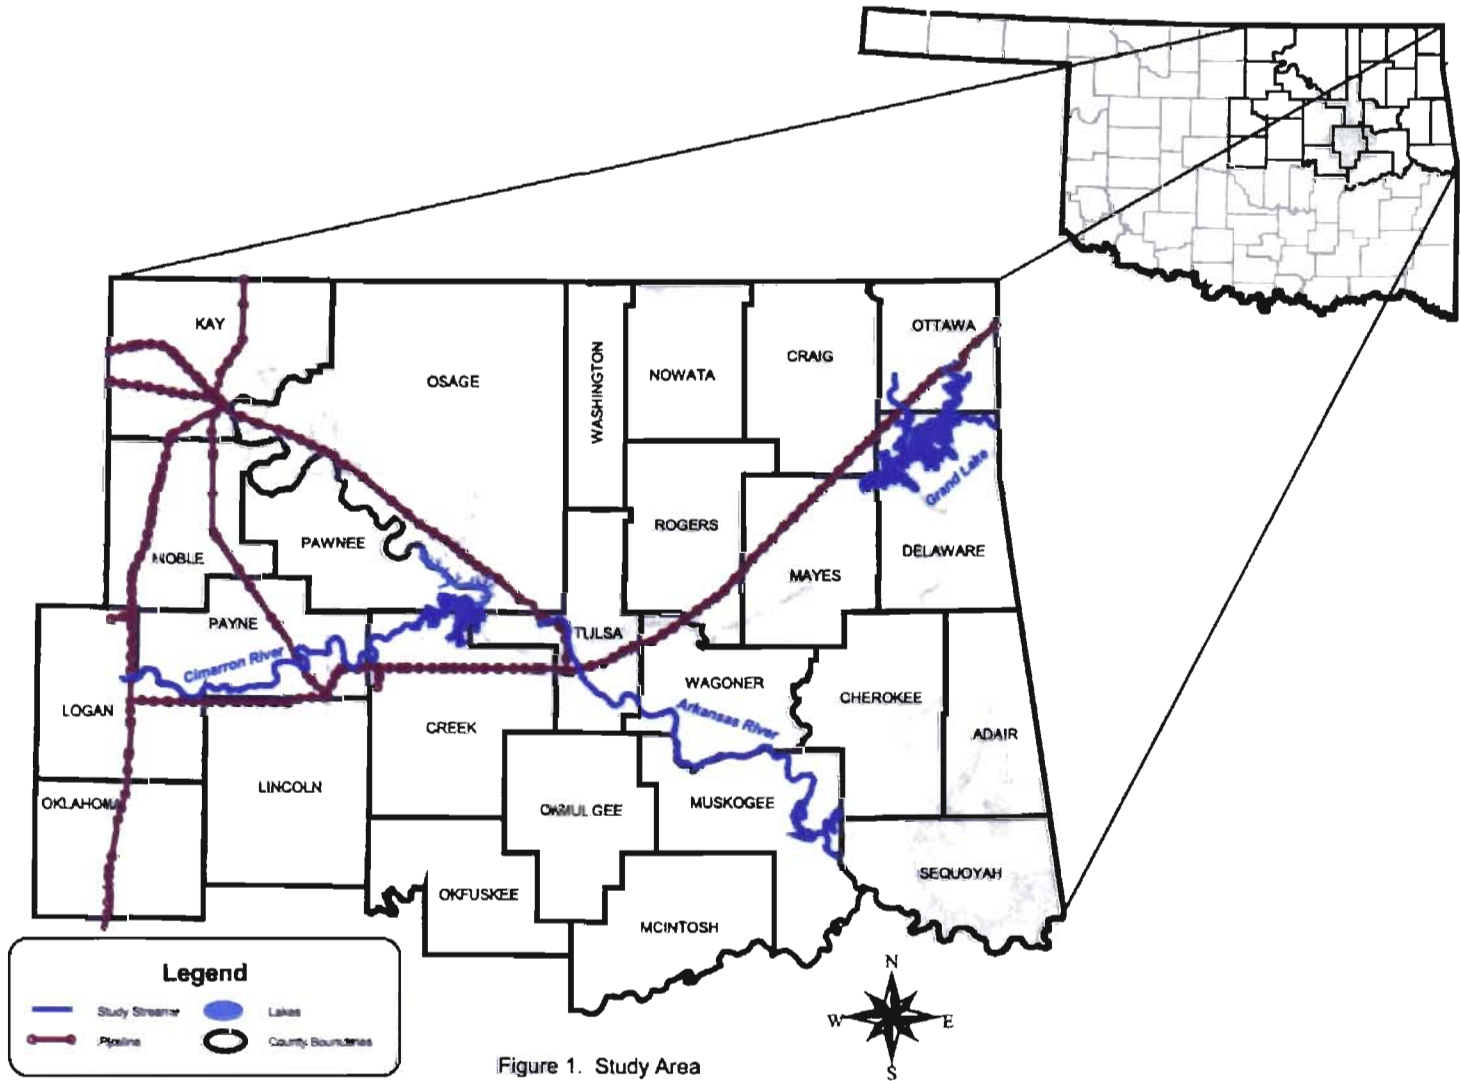 KAY
OTTAWA
CRAIG
OSAGE
WASHINGTON
NOWATA
Grand Lake
ROGERS
PAWNEE
DELAWARE
NOBLE
MAYES
PAYNE
TULSA
Cimarron River
WAGONER
CHEROKEE
LOGAN
Arkansas River
CREEK
ADAIR
LINCOLN
OKLAHOMA
MUSKOGEE
OKMULGEE
SEQUOYAH
OKFUSKEE
MCINTOSH
Legend
Study Streams
Lakes
Pipeline
County Boundaries
N
W
E
S
Figure 1. Study Area